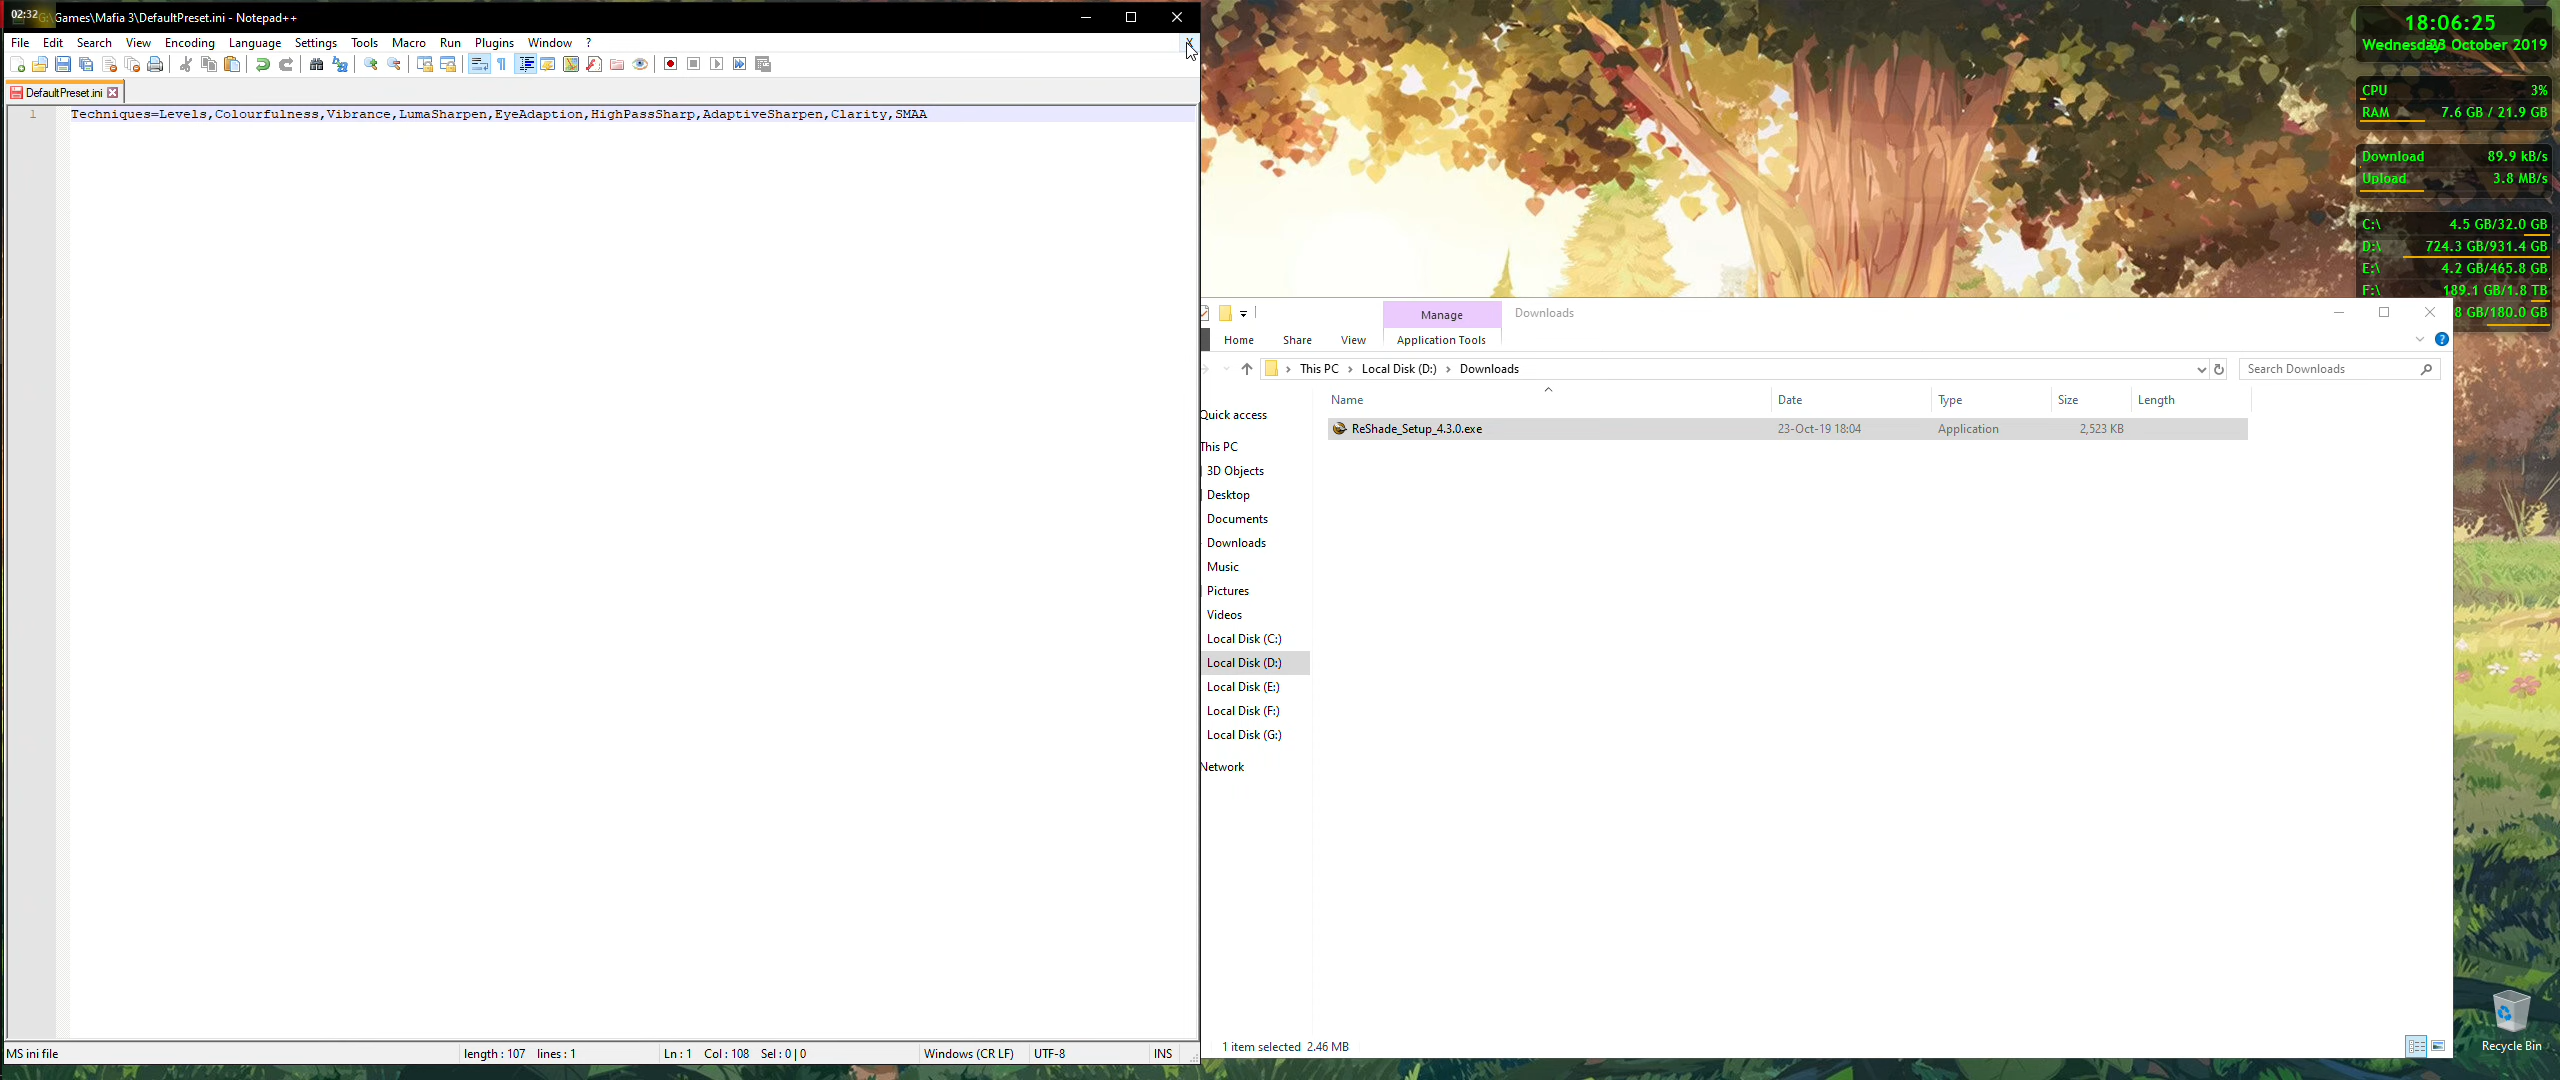 02:32 G:\Games\Mafia 3\DefaultPreset.ini - Notepad++
File Edit Search View Encoding Language Settings Tools Macro Run Plugins Window ? X
DefaultPreset.ini
1 Techniques=Levels,Colourfulness,Vibrance,LumaSharpen,EyeAdaption,HighPassSharp,AdaptiveSharpen,Clarity,SMAA
MS ini file length : 107 lines : 1 Ln : 1 Col : 108 Sel : 0 | 0 Windows (CR LF) UTF-8 INS
18:06:25
Wednesday 23 October 2019
CPU 3%
RAM 7.6 GB / 21.9 GB
Download 89.9 kB/s
Upload 3.8 MB/s
C:\ 4.5 GB/32.0 GB
D:\ 724.3 GB/931.4 GB
E:\ 4.2 GB/465.8 GB
F:\ 189.1 GB/1.8 TB
8 GB/180.0 GB
Manage Downloads
Home Share View Application Tools
This PC Local Disk (D:) Downloads Search Downloads
Name Date Type Size Length
ReShade_Setup_4.3.0.exe 23-Oct-19 18:04 Application 2,523 KB
Quick access
This PC
3D Objects
Desktop
Documents
Downloads
Music
Pictures
Videos
Local Disk (C:)
Local Disk (D:)
Local Disk (E:)
Local Disk (F:)
Local Disk (G:)
Network
1 item selected 2.46 MB
Recycle Bin